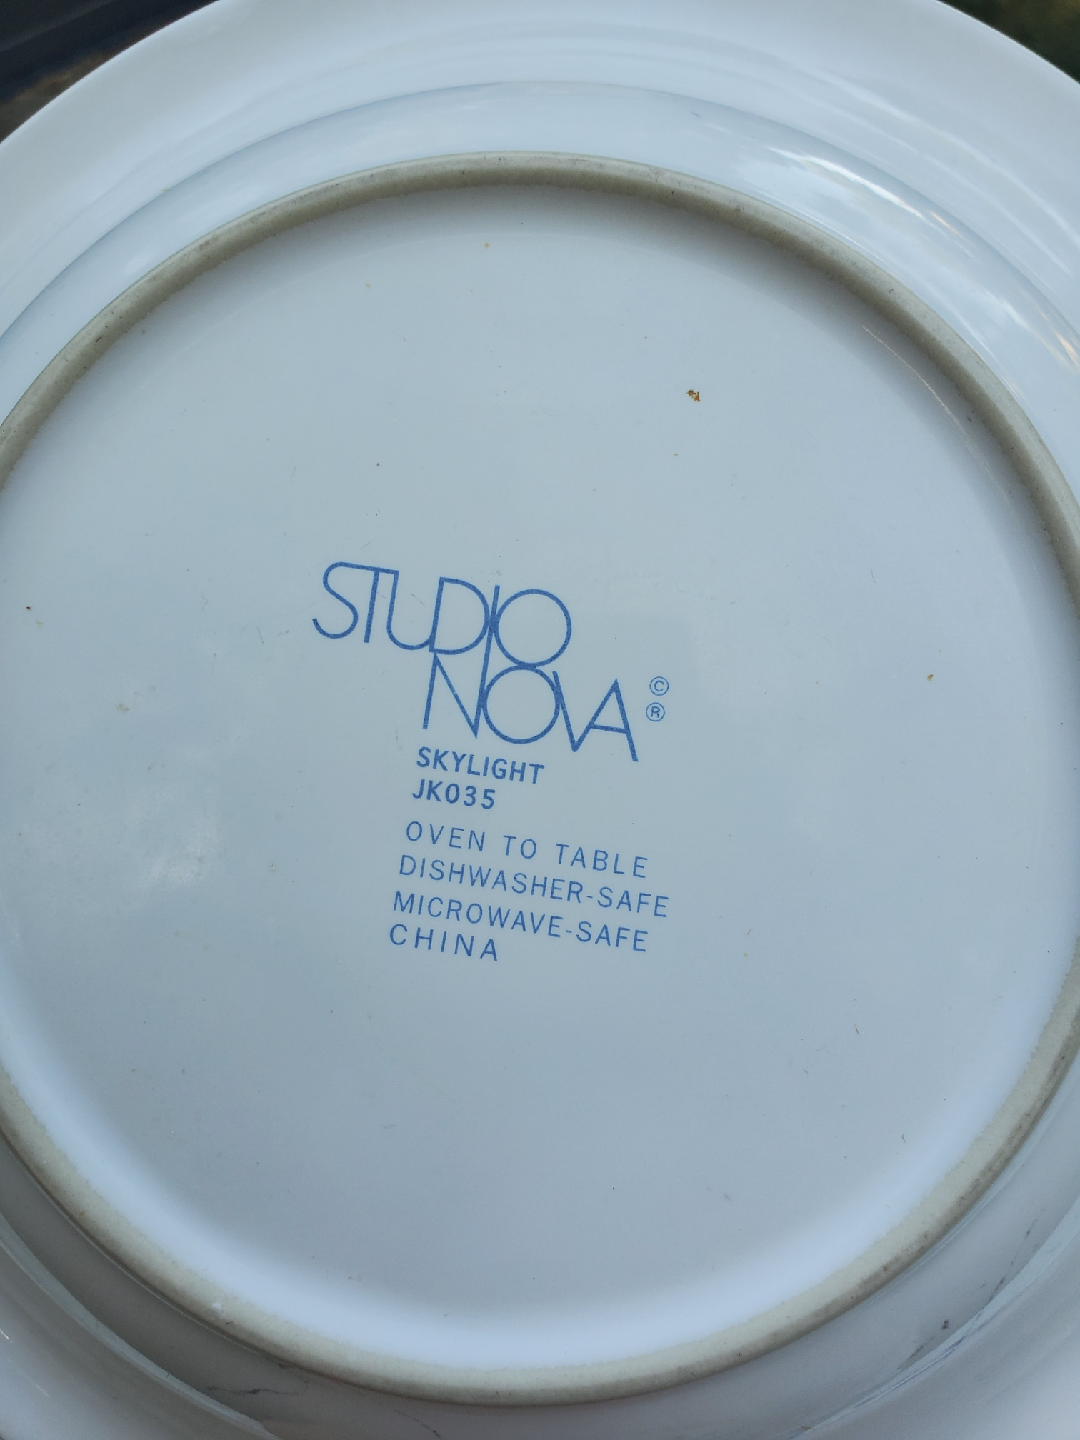 STUDIO
NOVA ©
®
SKYLIGHT
JK035
OVEN TO TABLE
DISHWASHER-SAFE
MICROWAVE-SAFE
CHINA